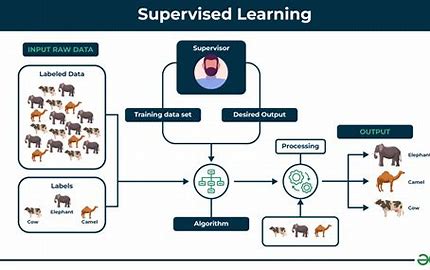 Supervised Learning
INPUT RAW DATA
Labeled Data
Labels
Cow
Elephant
Camel
Supervisor
Training data set
Desired Output
Algorithm
Processing
OUTPUT
Elephant
Camel
Cow